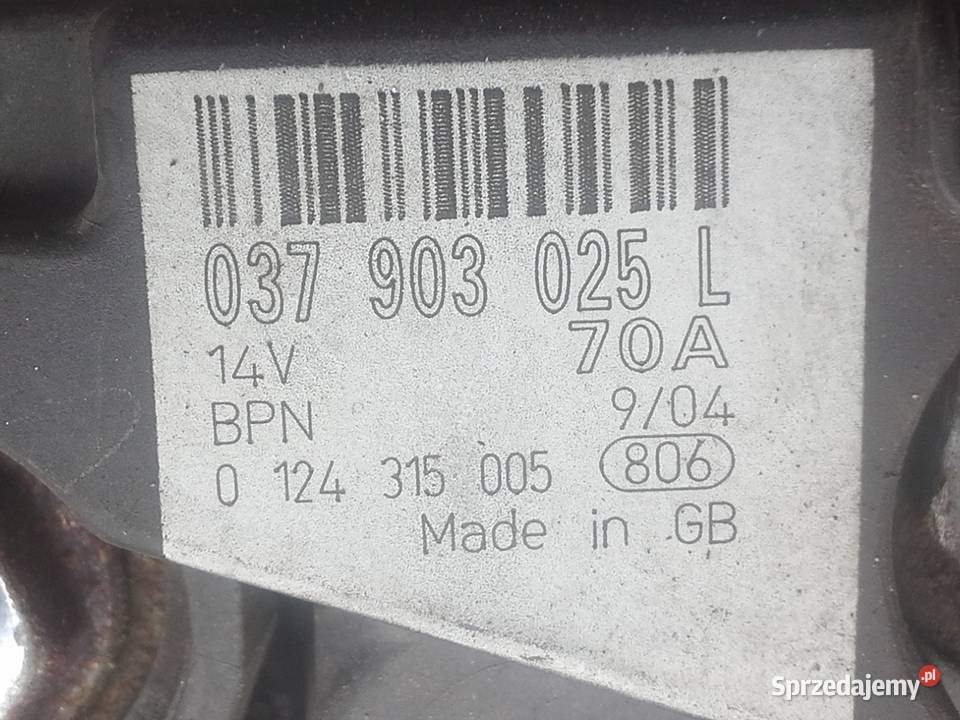 037 903 025 L
14V 70A
BPN 9/04
0 124 315 005 806
Made in GB
Sprzedajemy.pl